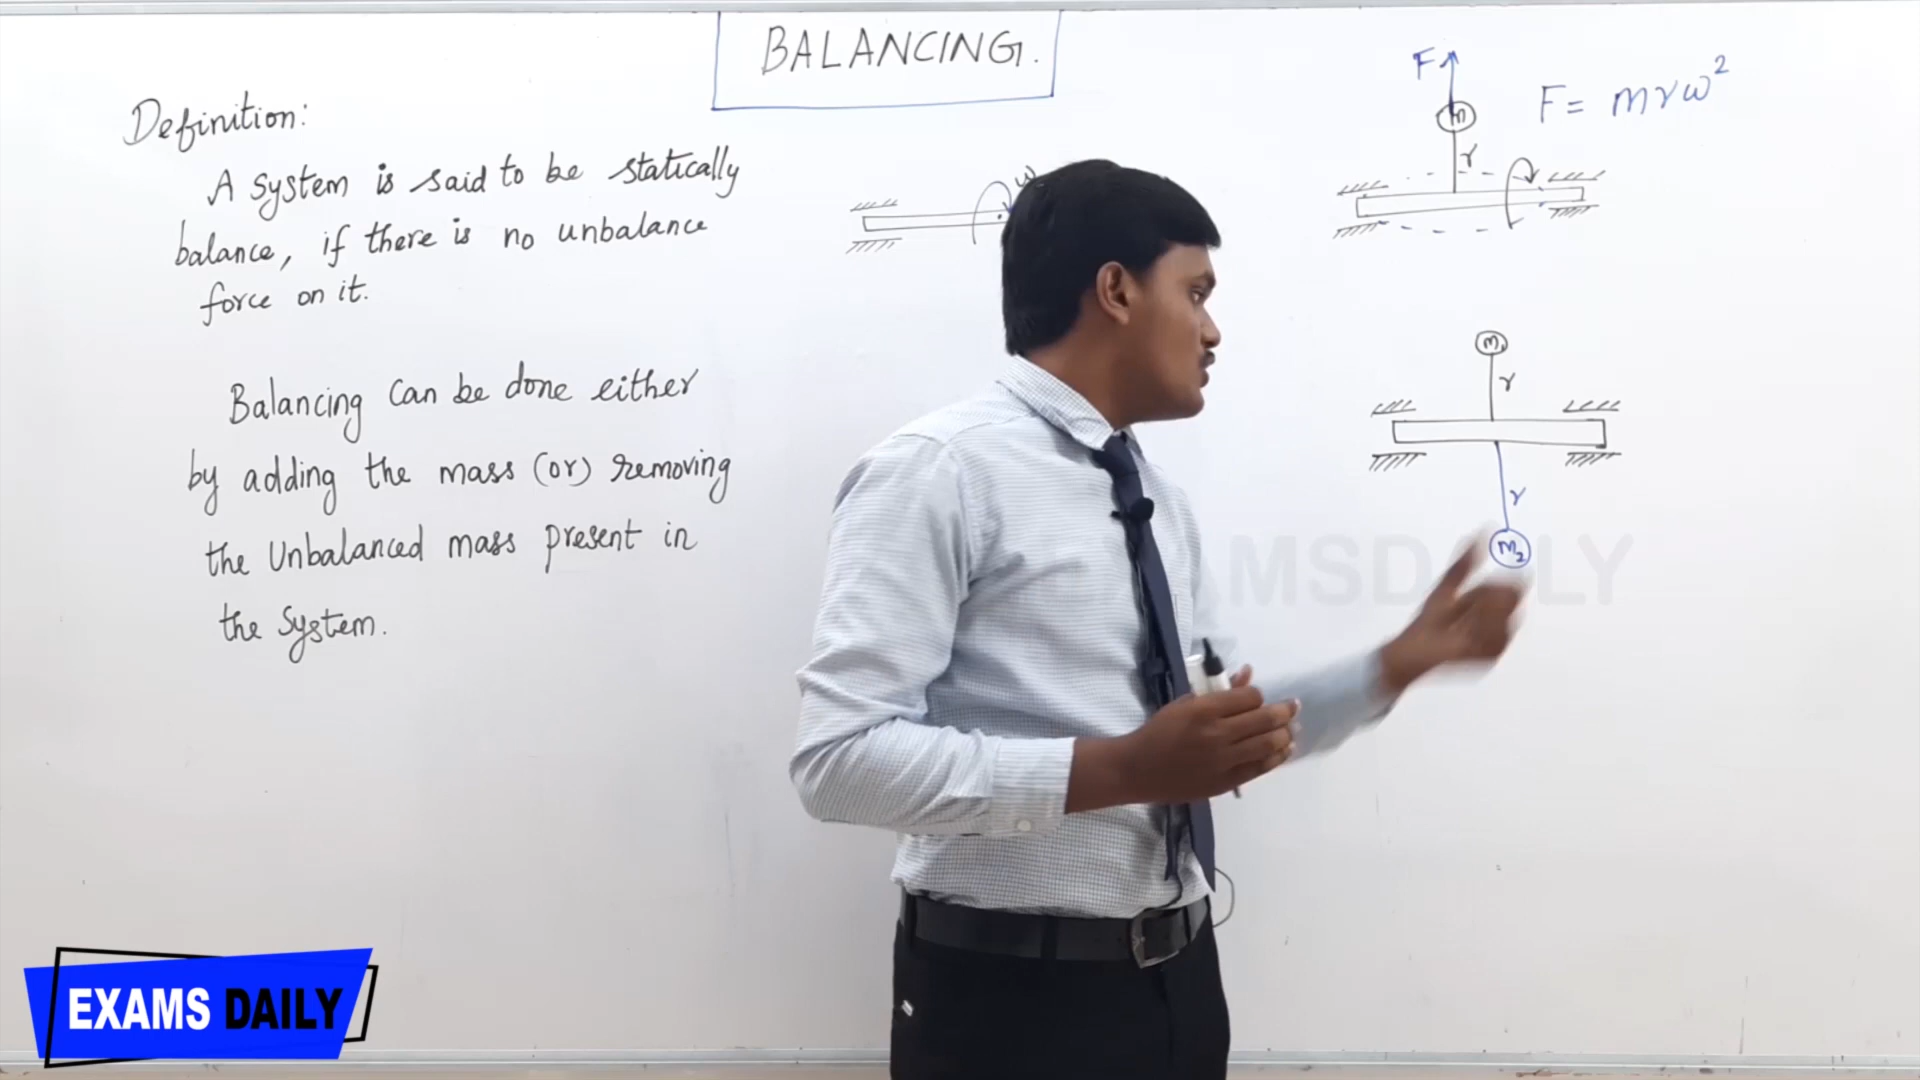 BALANCING.
Definition:
A System is said to be statically
balance, if there is no unbalance
force on it.
Balancing Can be done either
by adding the mass (or) removing
the Unbalanced mass present in
the System.
ω
F
m
r
F = mrω²
m₁
r
r
m₂
EXAMSDAILY
EXAMS DAILY